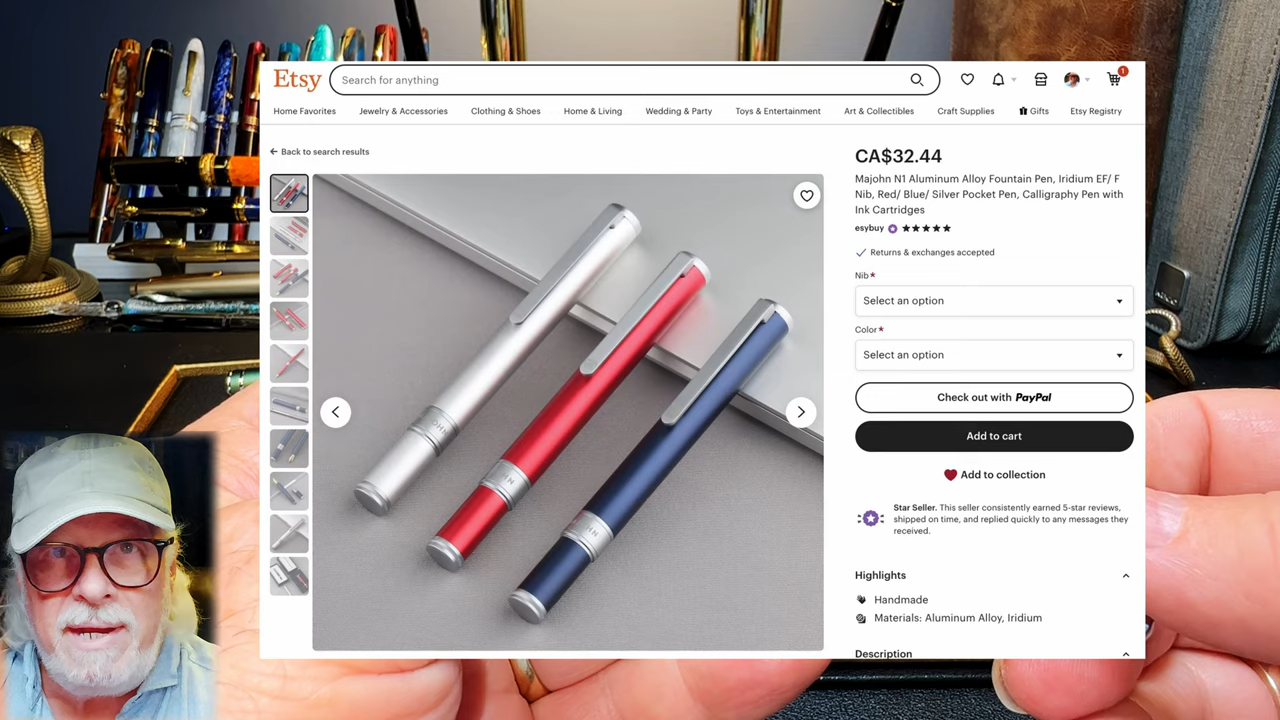 Etsy
Search for anything
1
Home Favorites
Jewelry & Accessories
Clothing & Shoes
Home & Living
Wedding & Party
Toys & Entertainment
Art & Collectibles
Craft Supplies
Gifts
Etsy Registry
Back to search results
CA$32.44
Majohn N1 Aluminum Alloy Fountain Pen, Iridium EF/ F
Nib, Red/ Blue/ Silver Pocket Pen, Calligraphy Pen with
Ink Cartridges
esybuy
Returns & exchanges accepted
Nib*
Select an option
Color*
Select an option
Check out with PayPal
Add to cart
Add to collection
Star Seller. This seller consistently earned 5-star reviews,
shipped on time, and replied quickly to any messages they
received.
Highlights
Handmade
Materials: Aluminum Alloy, Iridium
Description